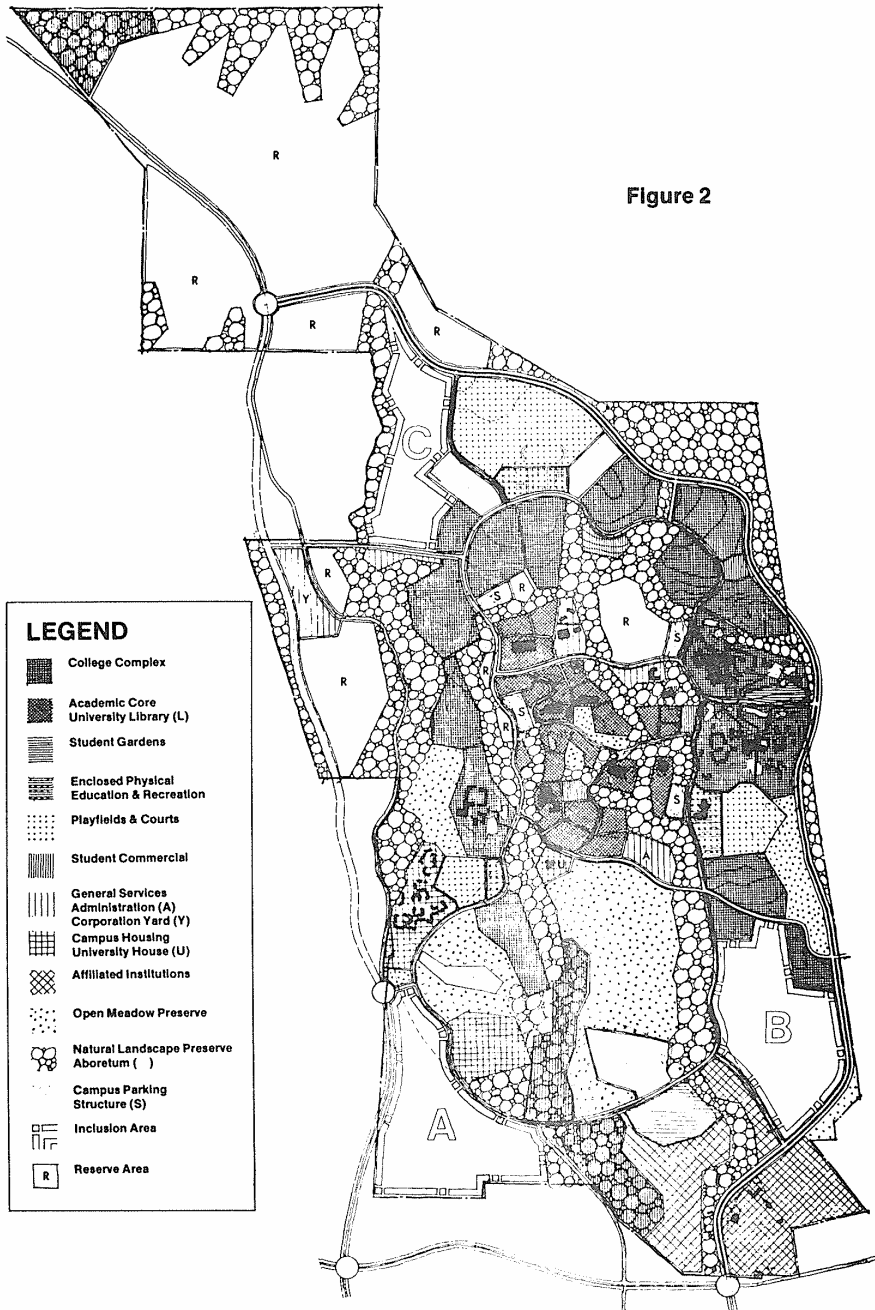 Figure 2
R
R
R
R
C
S
R
R
Y
R
S
R
R
S
R
S
A
U
B
A
LEGEND
College Complex
Academic Core
University Library (L)
Student Gardens
Enclosed Physical
Education & Recreation
Playfields & Courts
Student Commercial
General Services
Administration (A)
Corporation Yard (Y)
Campus Housing
University House (U)
Affiliated Institutions
Open Meadow Preserve
Natural Landscape Preserve
Aboretum ( )
Campus Parking
Structure (S)
Inclusion Area
R Reserve Area